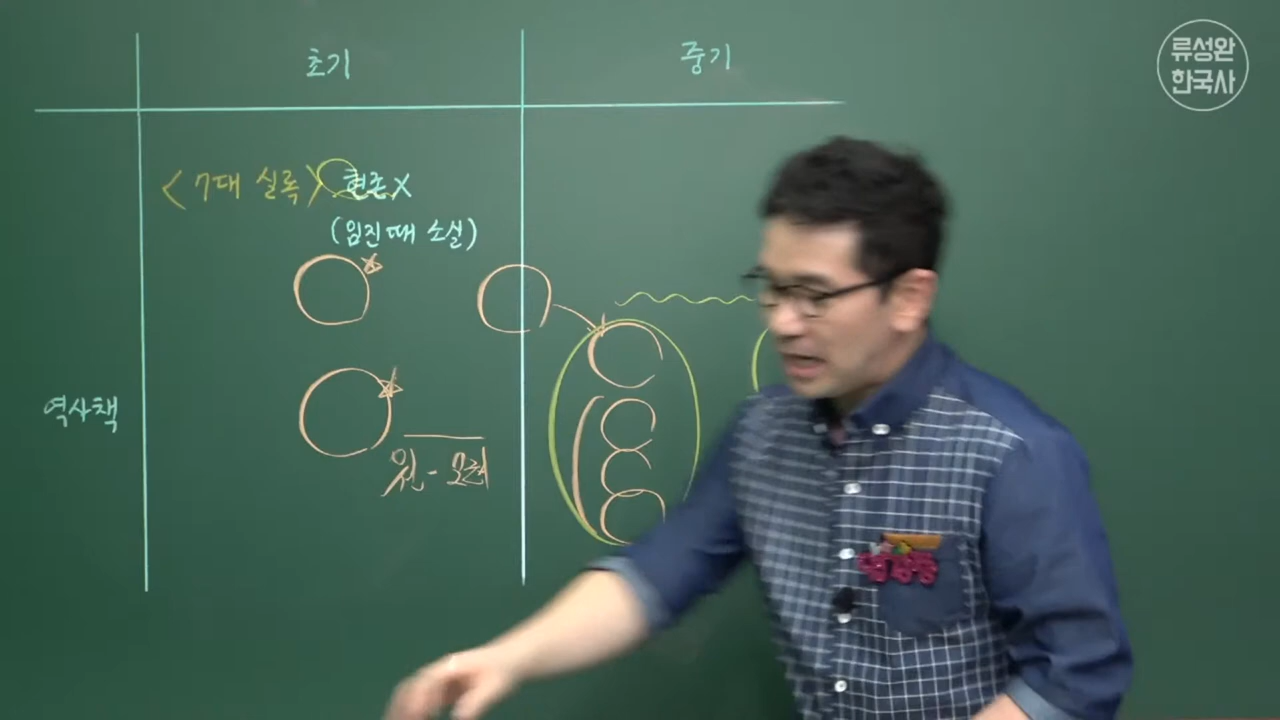 초기
중기
<7대 실록> 현존X
(임진 때 소실)
역사책
류성완
한국사